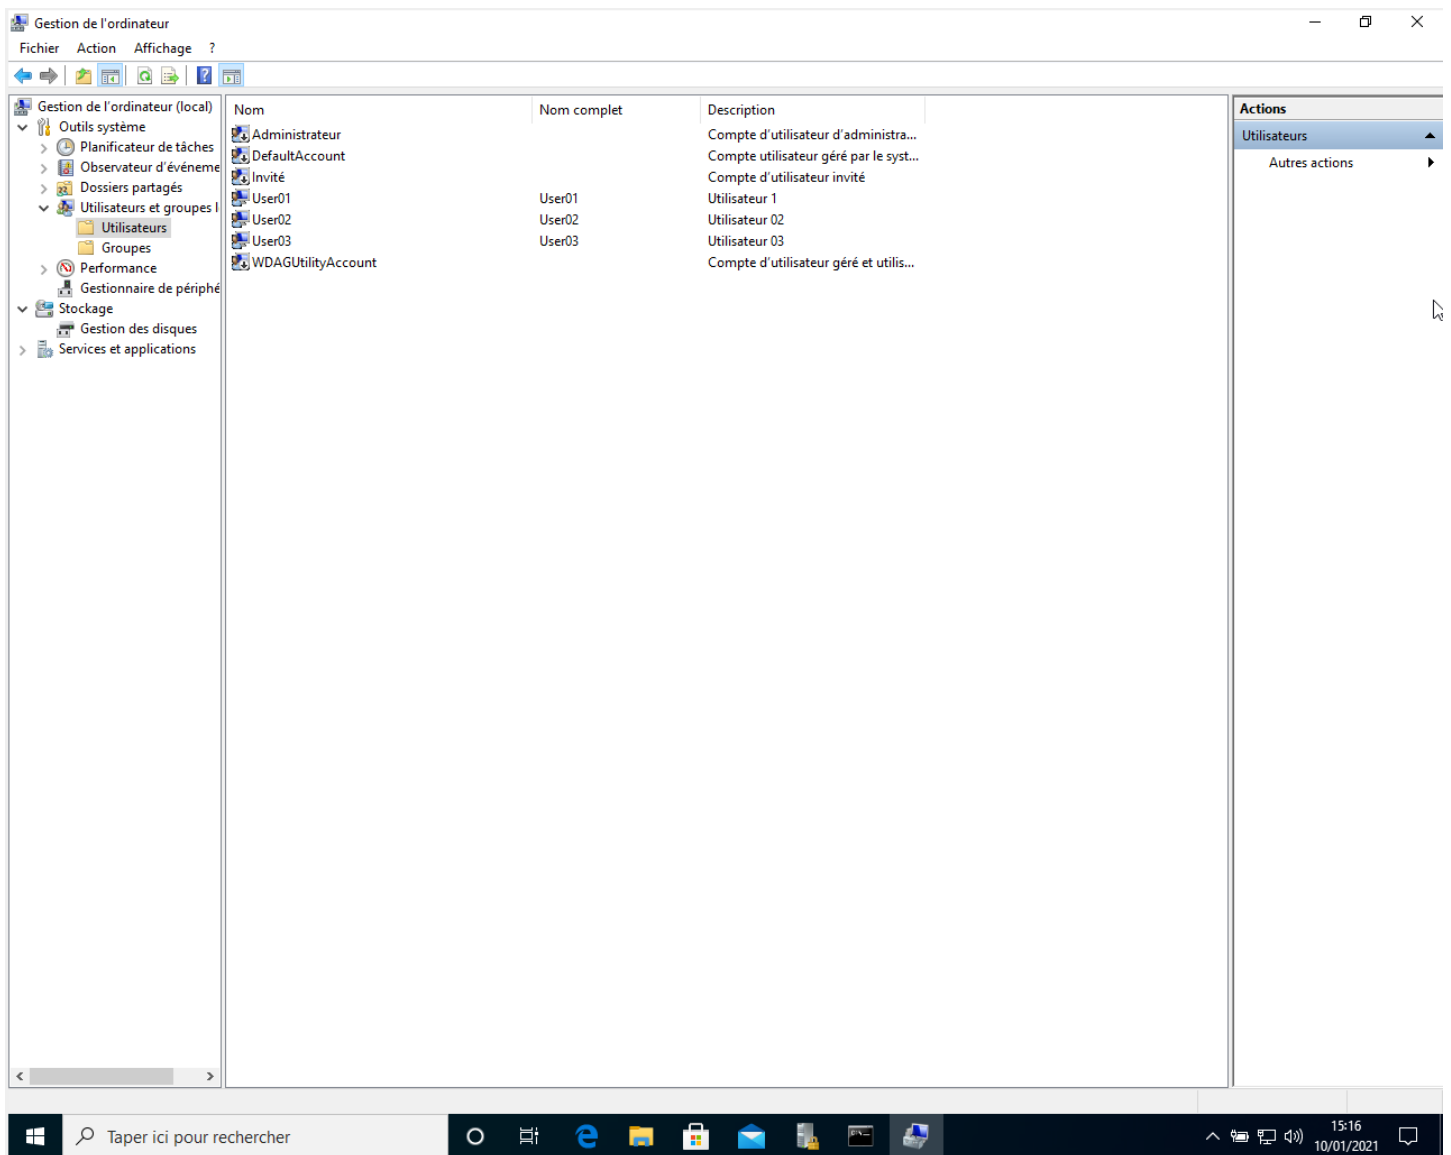 Gestion de l'ordinateur
Fichier Action Affichage ?
Gestion de l'ordinateur (local)
Outils système
Planificateur de tâches
Observateur d'événeme
Dossiers partagés
Utilisateurs et groupes l
Utilisateurs
Groupes
Performance
Gestionnaire de périphé
Stockage
Gestion des disques
Services et applications
Nom Nom complet Description
Administrateur Compte d'utilisateur d'administra...
DefaultAccount Compte utilisateur géré par le syst...
Invité Compte d'utilisateur invité
User01 User01 Utilisateur 1
User02 User02 Utilisateur 02
User03 User03 Utilisateur 03
WDAGUtilityAccount Compte d'utilisateur géré et utilis...
Actions
Utilisateurs
Autres actions
Taper ici pour rechercher
15:16
10/01/2021